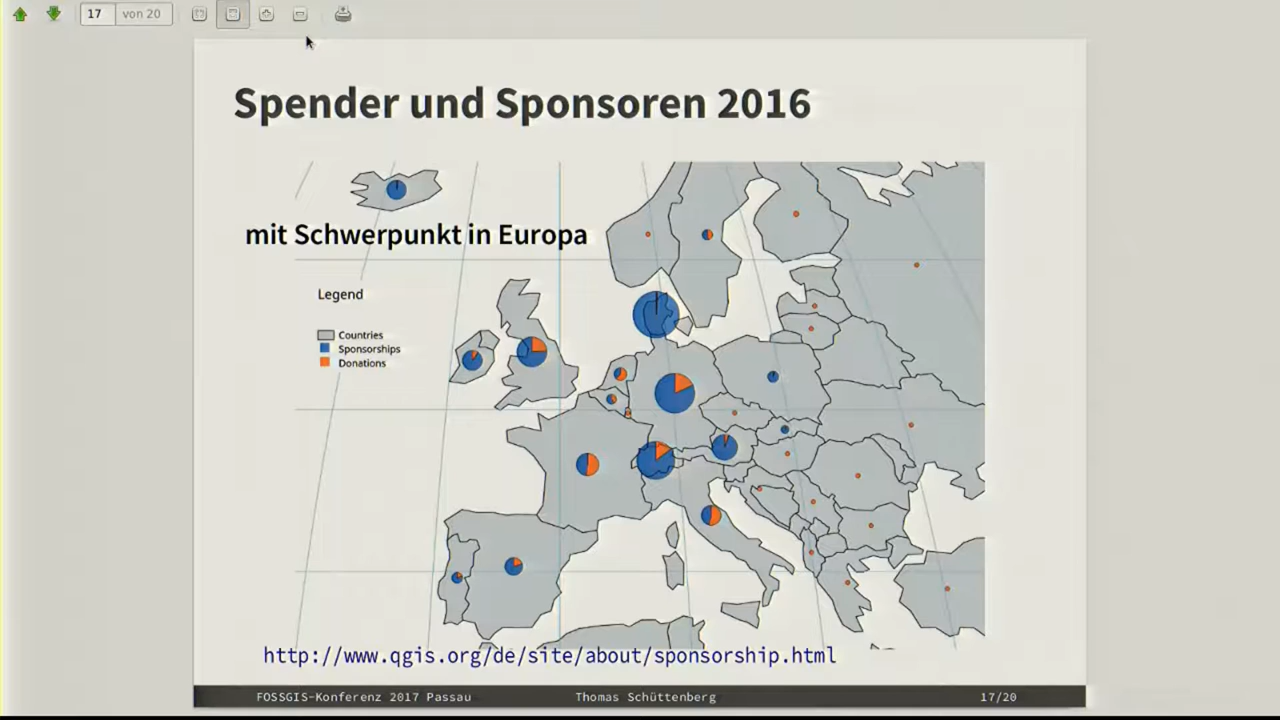 17 von 20
Spender und Sponsoren 2016
mit Schwerpunkt in Europa
Legend
Countries
Sponsorships
Donations
http://www.qgis.org/de/site/about/sponsorship.html
FOSSGIS-Konferenz 2017 Passau Thomas Schüttenberg 17/20